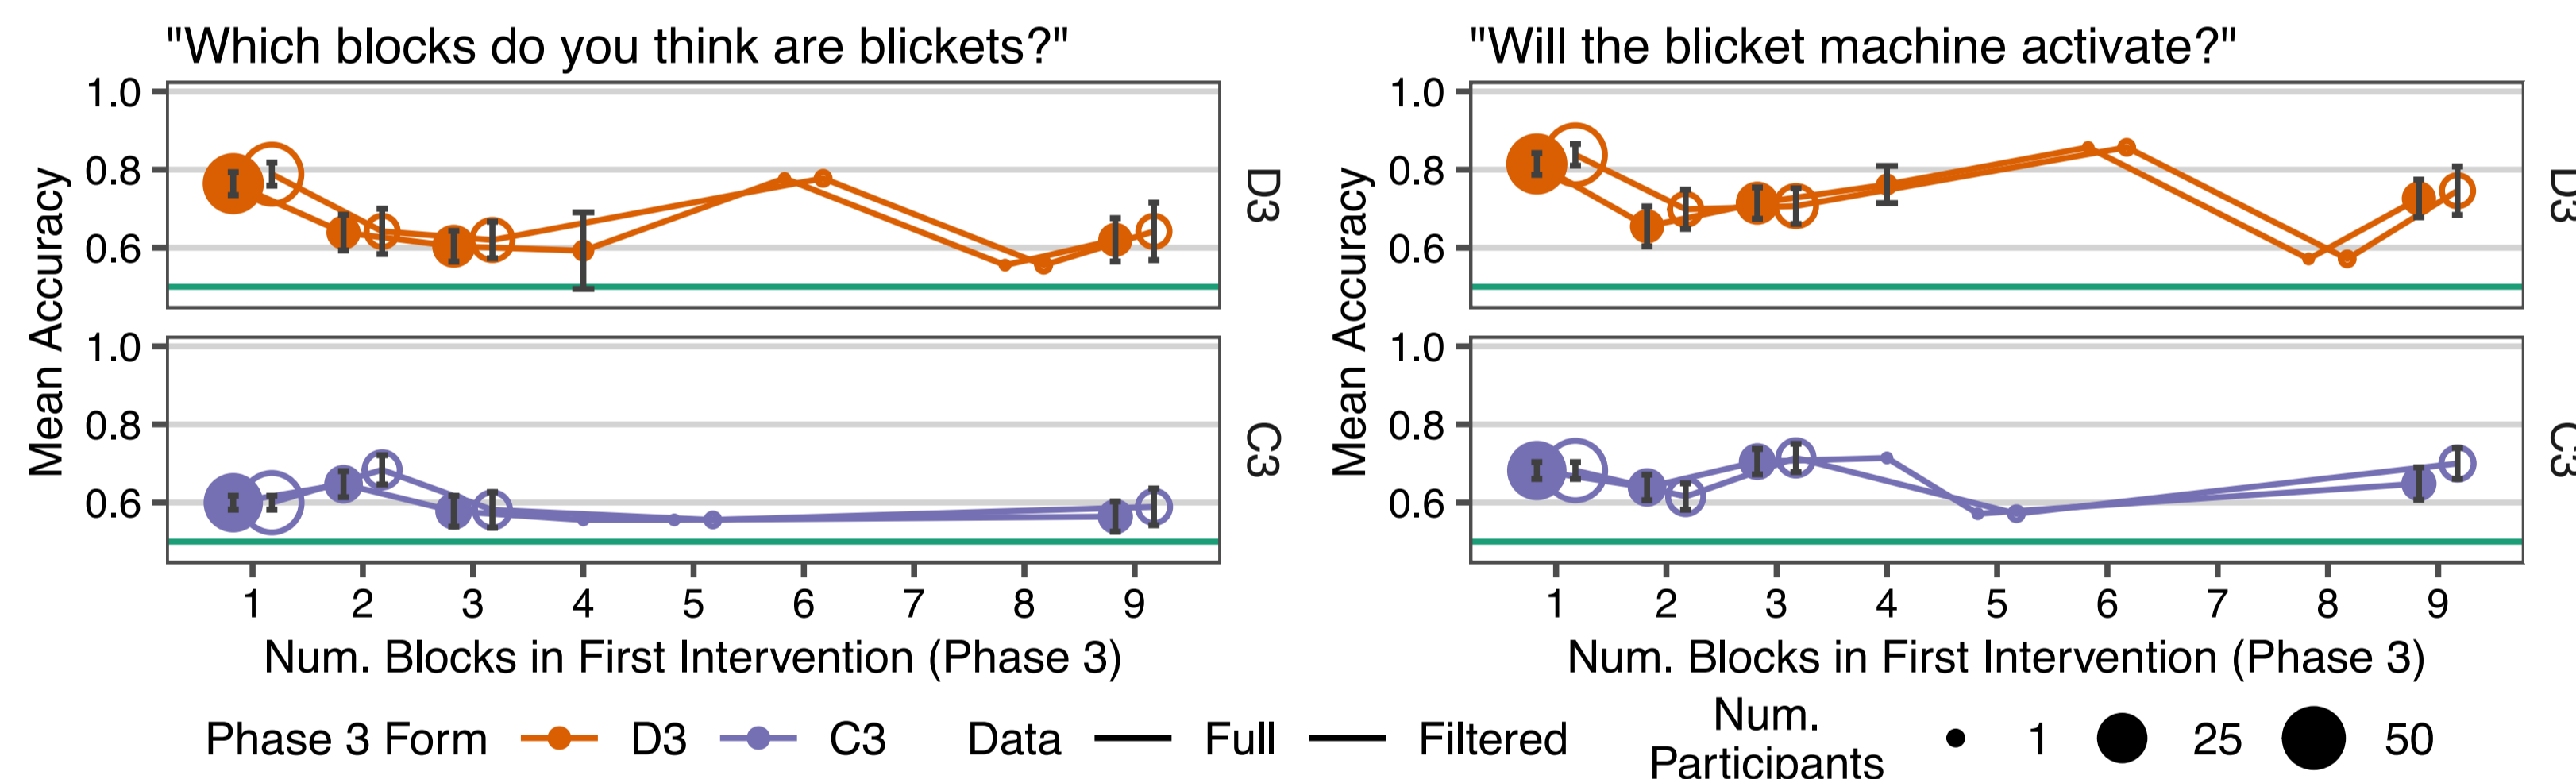 "Which blocks do you think are blickets?"
"Will the blicket machine activate?"
Mean Accuracy
1.0
0.8
0.6
D3
1.0
0.8
0.6
C3
1 2 3 4 5 6 7 8 9
Num. Blocks in First Intervention (Phase 3)
Mean Accuracy
1.0
0.8
0.6
D3
1.0
0.8
0.6
C3
1 2 3 4 5 6 7 8 9
Num. Blocks in First Intervention (Phase 3)
Phase 3 Form D3 C3 Data Full Filtered
Num.
Participants
1 25 50